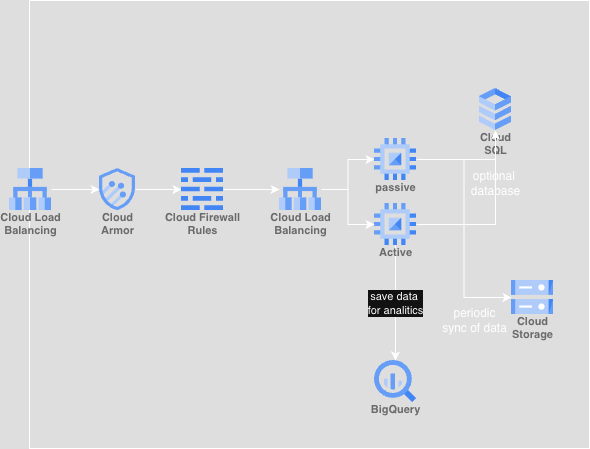 Cloud
SQL
passive
optional
database
Cloud Load
Balancing
Cloud
Armor
Cloud Firewall
Rules
Cloud Load
Balancing
Active
save data
for analitics
periodic
sync of data
Cloud
Storage
BigQuery